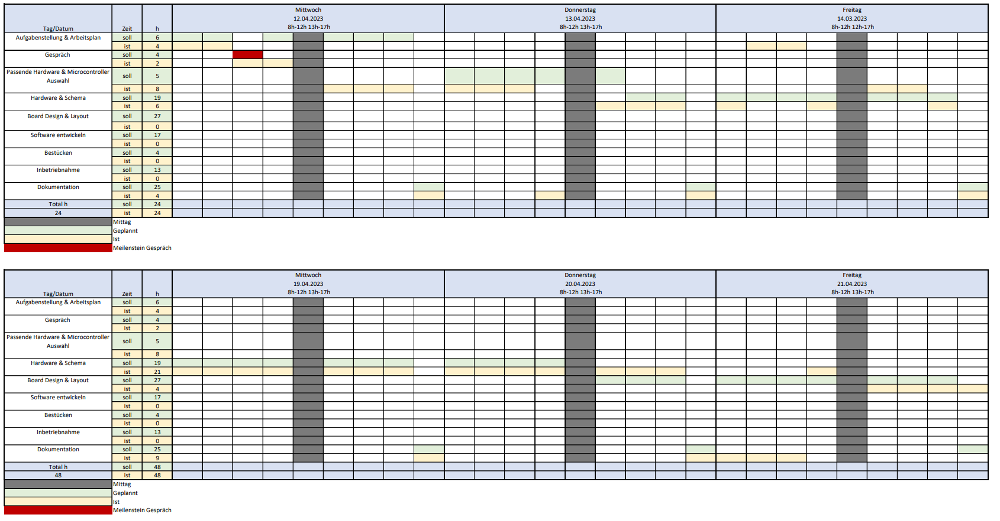 Mittwoch Donnerstag Freitag
12.04.2023 13.04.2023 14.03.2023
Tag/Datum Zeit h 8h-12h 13h-17h 8h-12h 13h-17h 8h-12h 12h-17h
Aufgabenstellung & Arbeitsplan soll 6
ist 4
Gespräch soll 4
ist 2
Passende Hardware & Microcontroller
Auswahl soll 5
ist 8
Hardware & Schema soll 19
ist 6
Board Design & Layout soll 27
ist 0
Software entwickeln soll 17
ist 0
Bestücken soll 4
ist 0
Inbetriebnahme soll 13
ist 0
Dokumentation soll 25
ist 4
Total h soll 24
24 ist 24
Mittag
Geplannt
Ist
Meilenstein Gespräch
Mittwoch Donnerstag Freitag
19.04.2023 20.04.2023 21.04.2023
Tag/Datum Zeit h 8h-12h 13h-17h 8h-12h 13h-17h 8h-12h 13h-17h
Aufgabenstellung & Arbeitsplan soll 6
ist 4
Gespräch soll 4
ist 2
Passende Hardware & Microcontroller
Auswahl soll 5
ist 8
Hardware & Schema soll 19
ist 21
Board Design & Layout soll 27
ist 4
Software entwickeln soll 17
ist 0
Bestücken soll 4
ist 0
Inbetriebnahme soll 13
ist 0
Dokumentation soll 25
ist 9
Total h soll 48
48 ist 48
Mittag
Geplannt
Ist
Meilenstein Gespräch